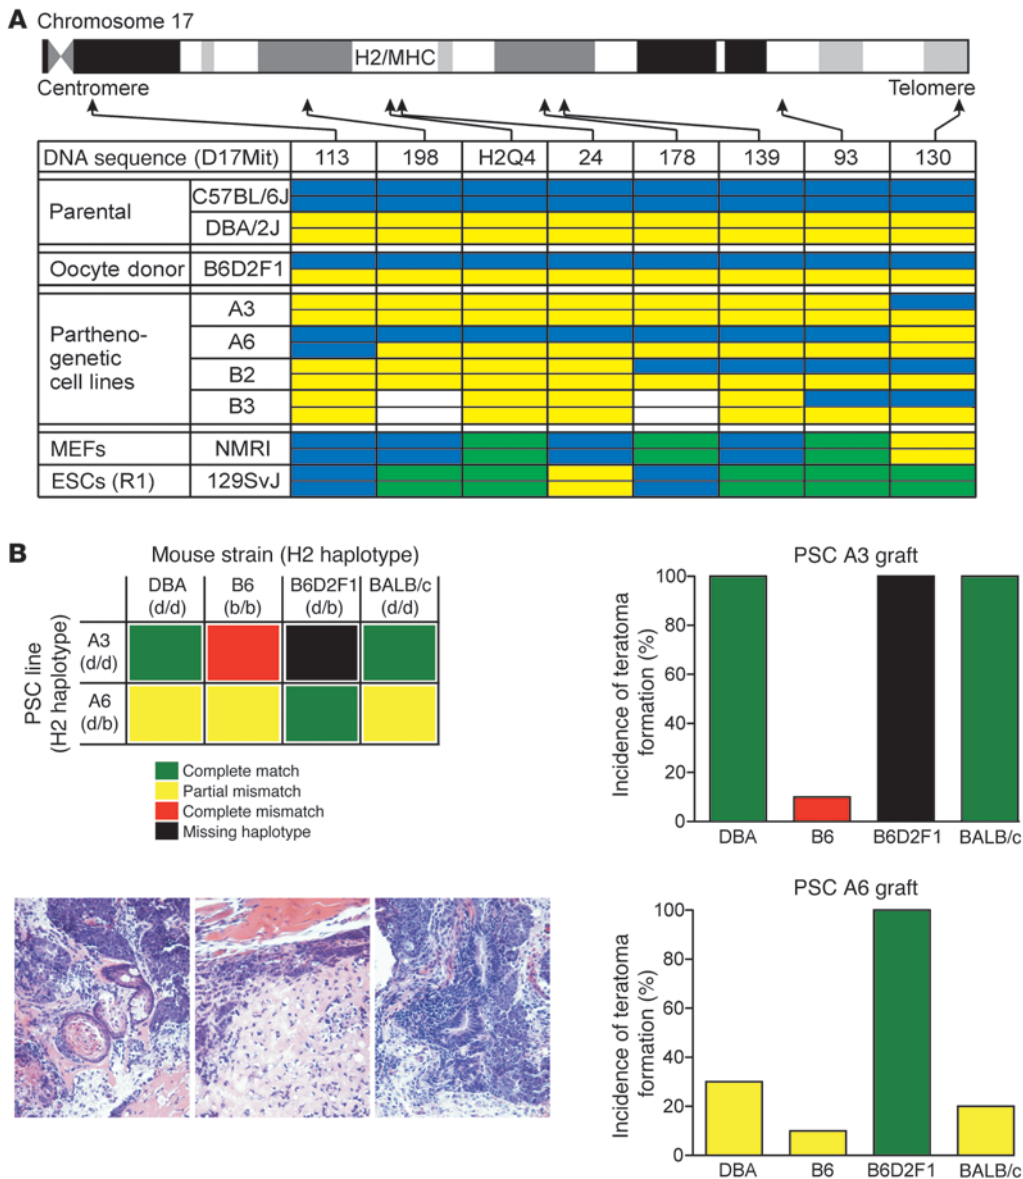 A Chromosome 17
H2/MHC
Centromere Telomere
DNA sequence (D17Mit) 113 198 H2Q4 24 178 139 93 130
Parental
C57BL/6J
DBA/2J
Oocyte donor B6D2F1
Partheno-
genetic
cell lines
A3
A6
B2
B3
MEFs NMRI
ESCs (R1) 129SvJ
B
Mouse strain (H2 haplotype)
DBA B6 B6D2F1 BALB/c
(d/d) (b/b) (d/b) (d/d)
PSC line
(H2 haplotype)
A3
(d/d)
A6
(d/b)
Complete match
Partial mismatch
Complete mismatch
Missing haplotype
PSC A3 graft
Incidence of teratoma
formation (%)
100
80
60
40
20
0
DBA B6 B6D2F1 BALB/c
PSC A6 graft
Incidence of teratoma
formation (%)
100
80
60
40
20
0
DBA B6 B6D2F1 BALB/c